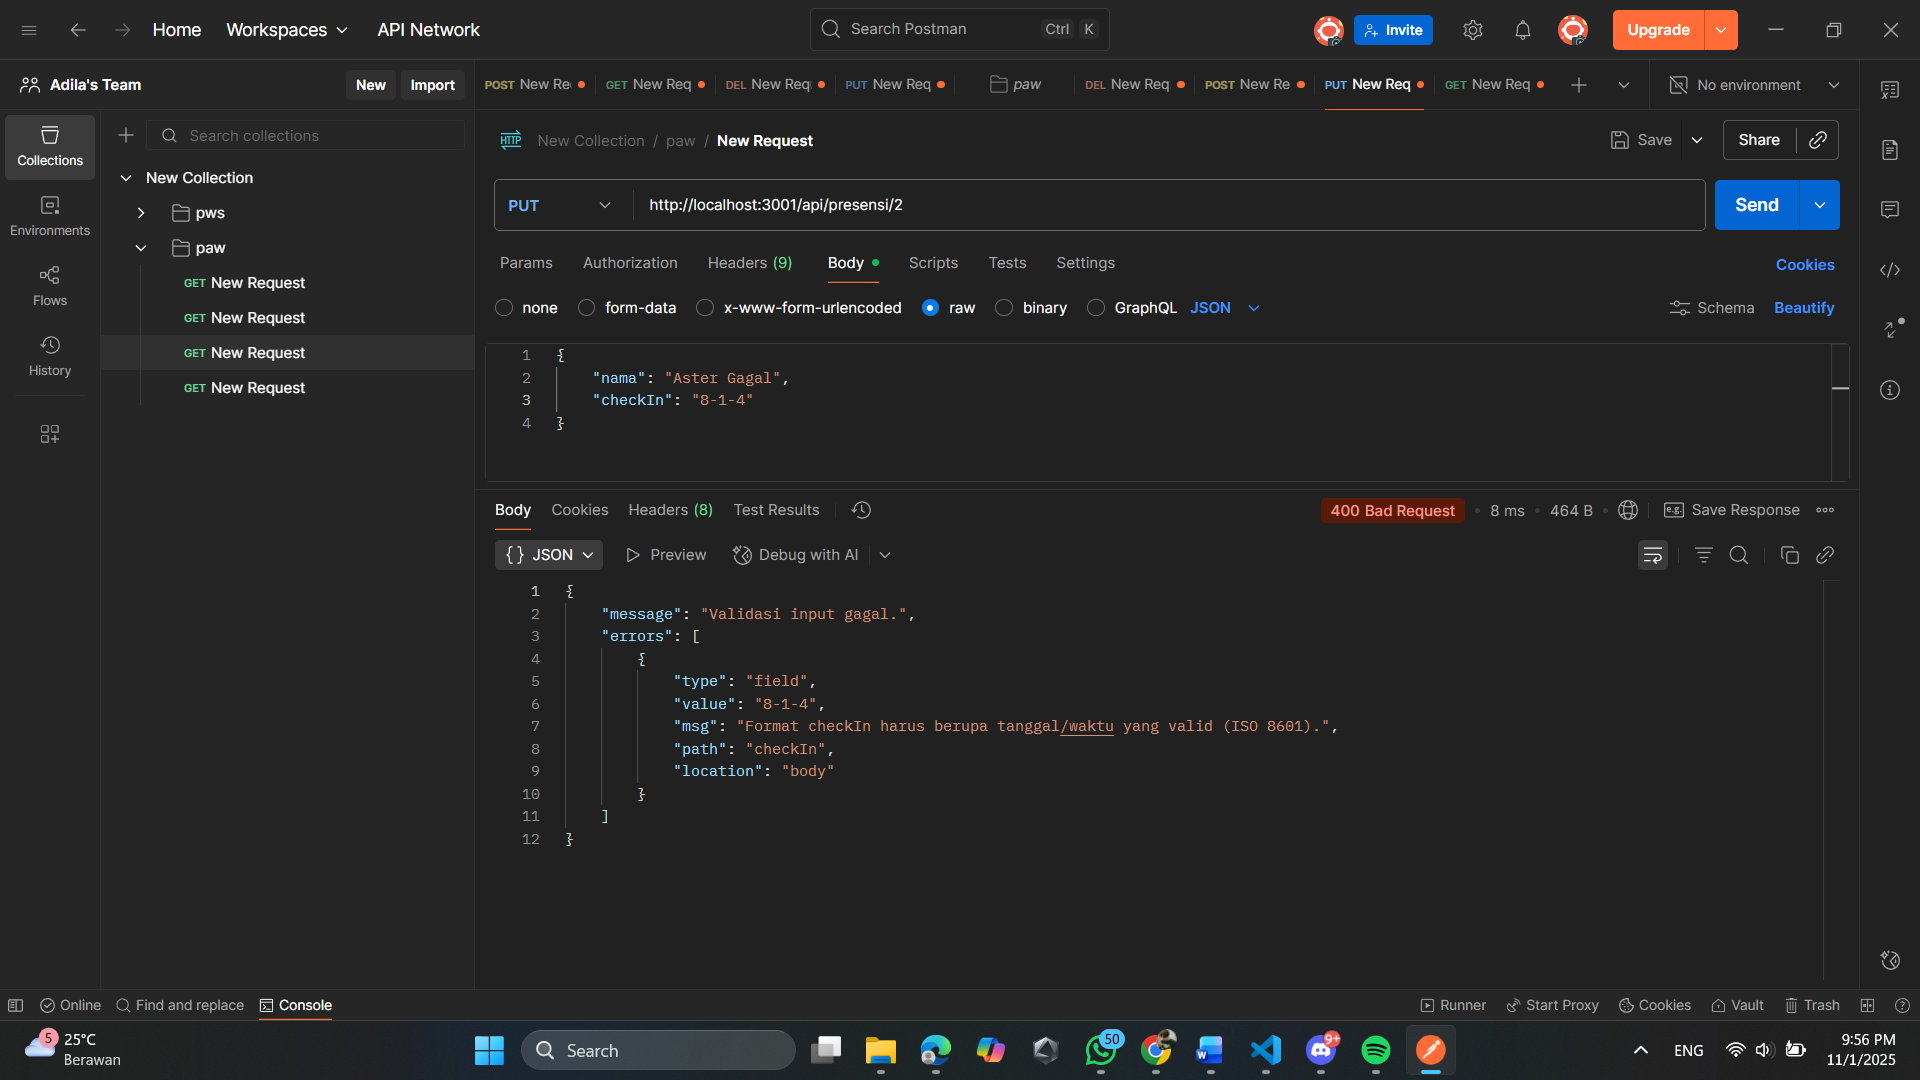 Home Workspaces API Network Search Postman Ctrl K Invite Upgrade
Adila's Team New Import
POST New Re GET New Req DEL New Req PUT New Req paw DEL New Req POST New Re PUT New Req GET New Req No environment
Collections
Environments
Flows
History
Search collections
New Collection
pws
paw
GET New Request
GET New Request
GET New Request
GET New Request
HTTP New Collection / paw / New Request Save Share
PUT http://localhost:3001/api/presensi/2 Send
Params Authorization Headers (9) Body Scripts Tests Settings Cookies
none form-data x-www-form-urlencoded raw binary GraphQL JSON Schema Beautify
1 {
2 "nama": "Aster Gagal",
3 "checkIn": "8-1-4"
4 }
Body Cookies Headers (8) Test Results 400 Bad Request 8 ms 464 B e.g. Save Response
{} JSON Preview Debug with AI
1 {
2 "message": "Validasi input gagal.",
3 "errors": [
4 {
5 "type": "field",
6 "value": "8-1-4",
7 "msg": "Format checkIn harus berupa tanggal/waktu yang valid (ISO 8601).",
8 "path": "checkIn",
9 "location": "body"
10 }
11 ]
12 }
Online Find and replace Console Runner Start Proxy Cookies Vault Trash
5 25°C
Berawan
Search
50
9+
ENG
9:56 PM
11/1/2025